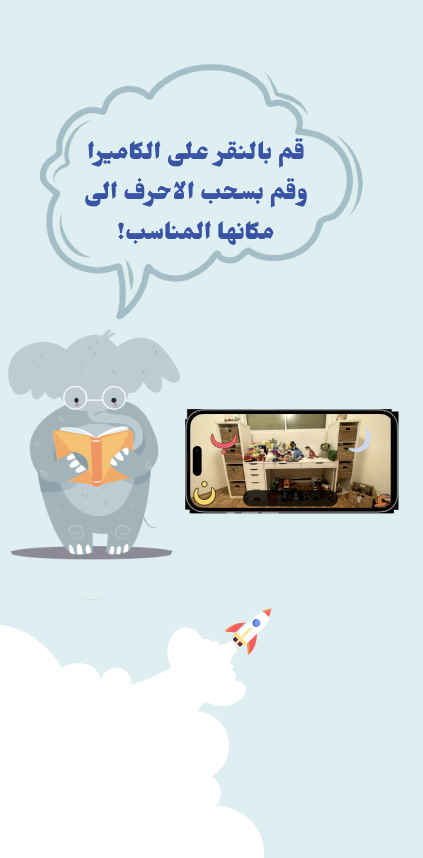 قم بالنقر على الكاميرا
وقم بسحب الاحرف الى
مكانها المناسب!
ب
ر
ن